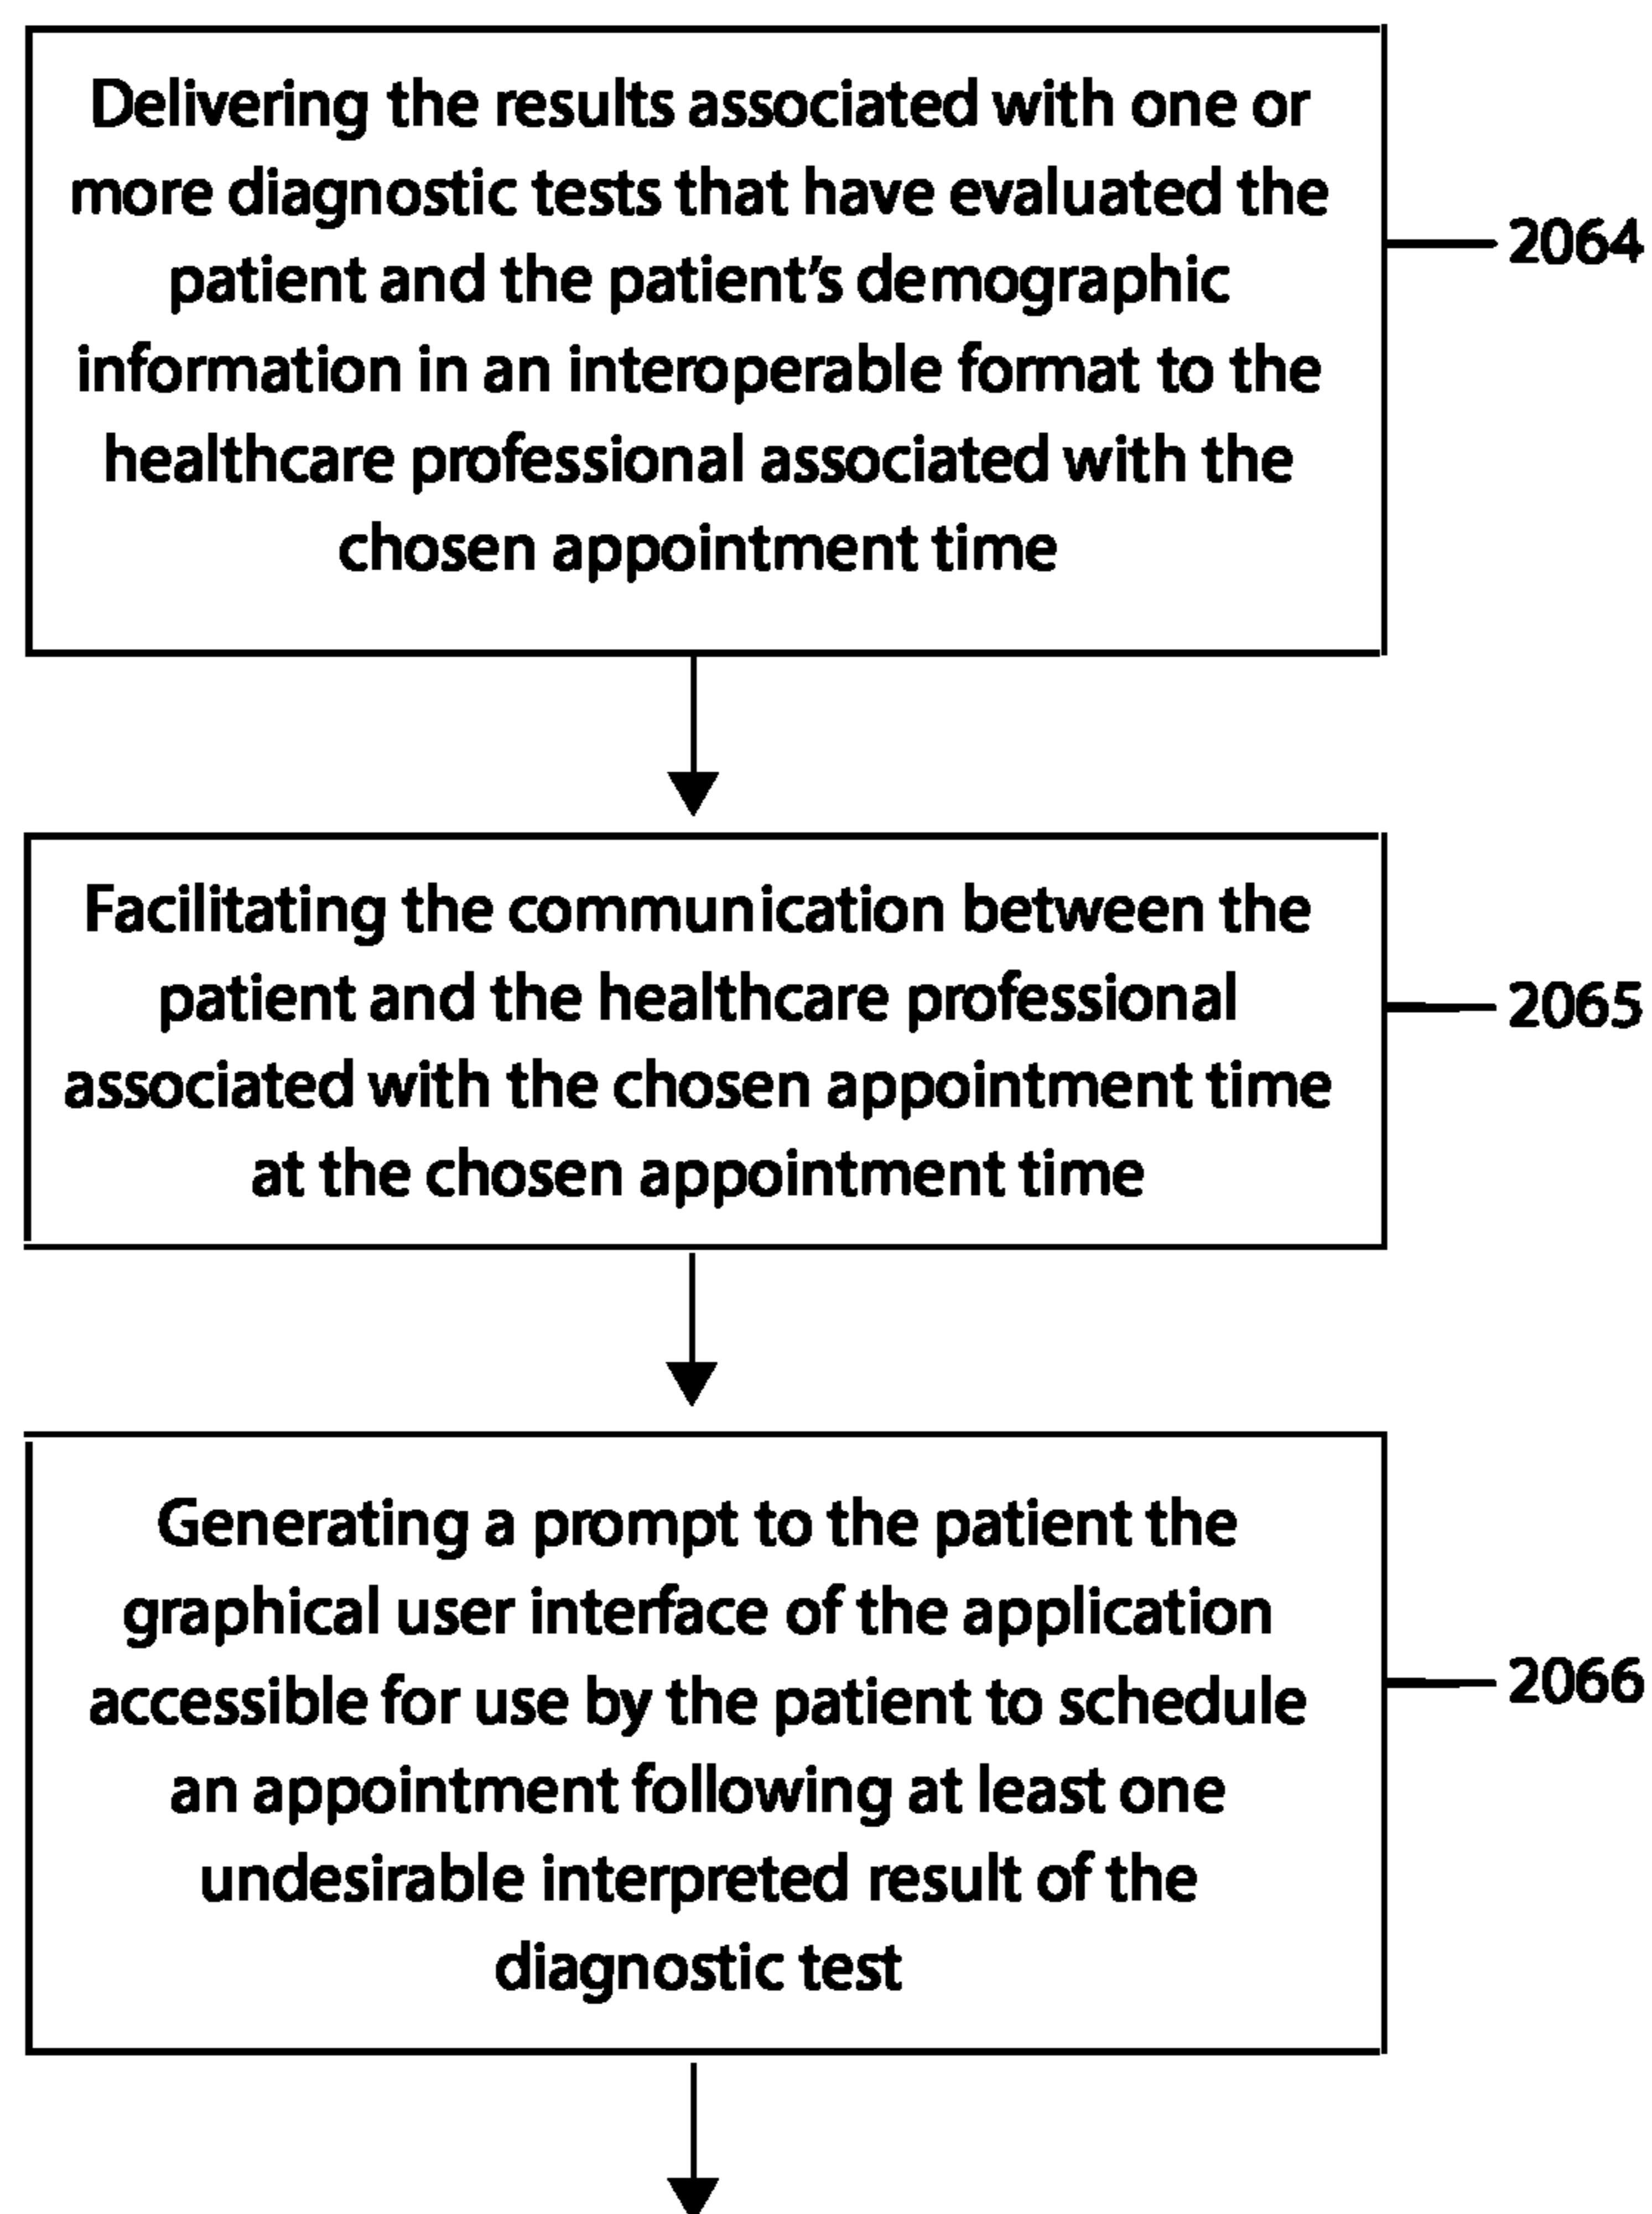 Delivering the results associated with one or
more diagnostic tests that have evaluated the
patient and the patient's demographic
information in an interoperable format to the
healthcare professional associated with the
chosen appointment time
2064
Facilitating the communication between the
patient and the healthcare professional
associated with the chosen appointment time
at the chosen appointment time
2065
Generating a prompt to the patient the
graphical user interface of the application
accessible for use by the patient to schedule
an appointment following at least one
undesirable interpreted result of the
diagnostic test
2066